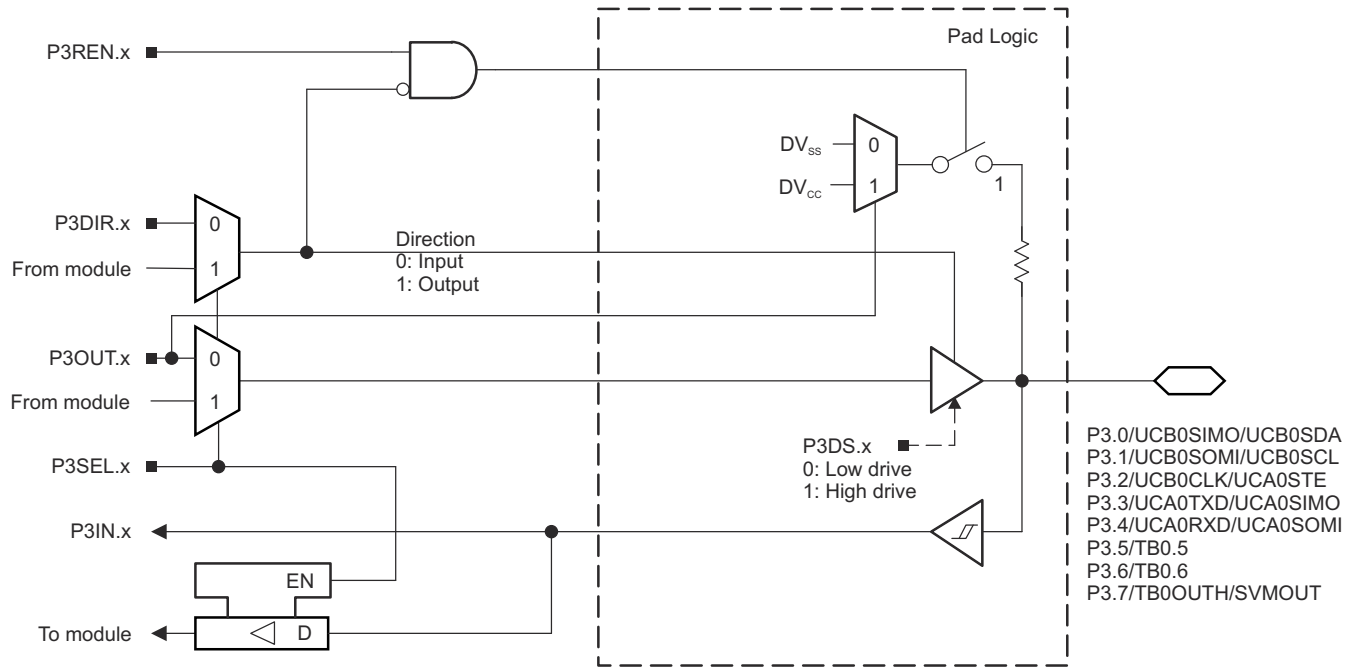 Pad Logic
P3REN.x
DVSS
0
DVCC
1
1
P3DIR.x
0
From module
1
Direction
0: Input
1: Output
P3OUT.x
0
From module
1
P3SEL.x
P3DS.x
0: Low drive
1: High drive
P3IN.x
EN
To module
D
P3.0/UCB0SIMO/UCB0SDA
P3.1/UCB0SOMI/UCB0SCL
P3.2/UCB0CLK/UCA0STE
P3.3/UCA0TXD/UCA0SIMO
P3.4/UCA0RXD/UCA0SOMI
P3.5/TB0.5
P3.6/TB0.6
P3.7/TB0OUTH/SVMOUT